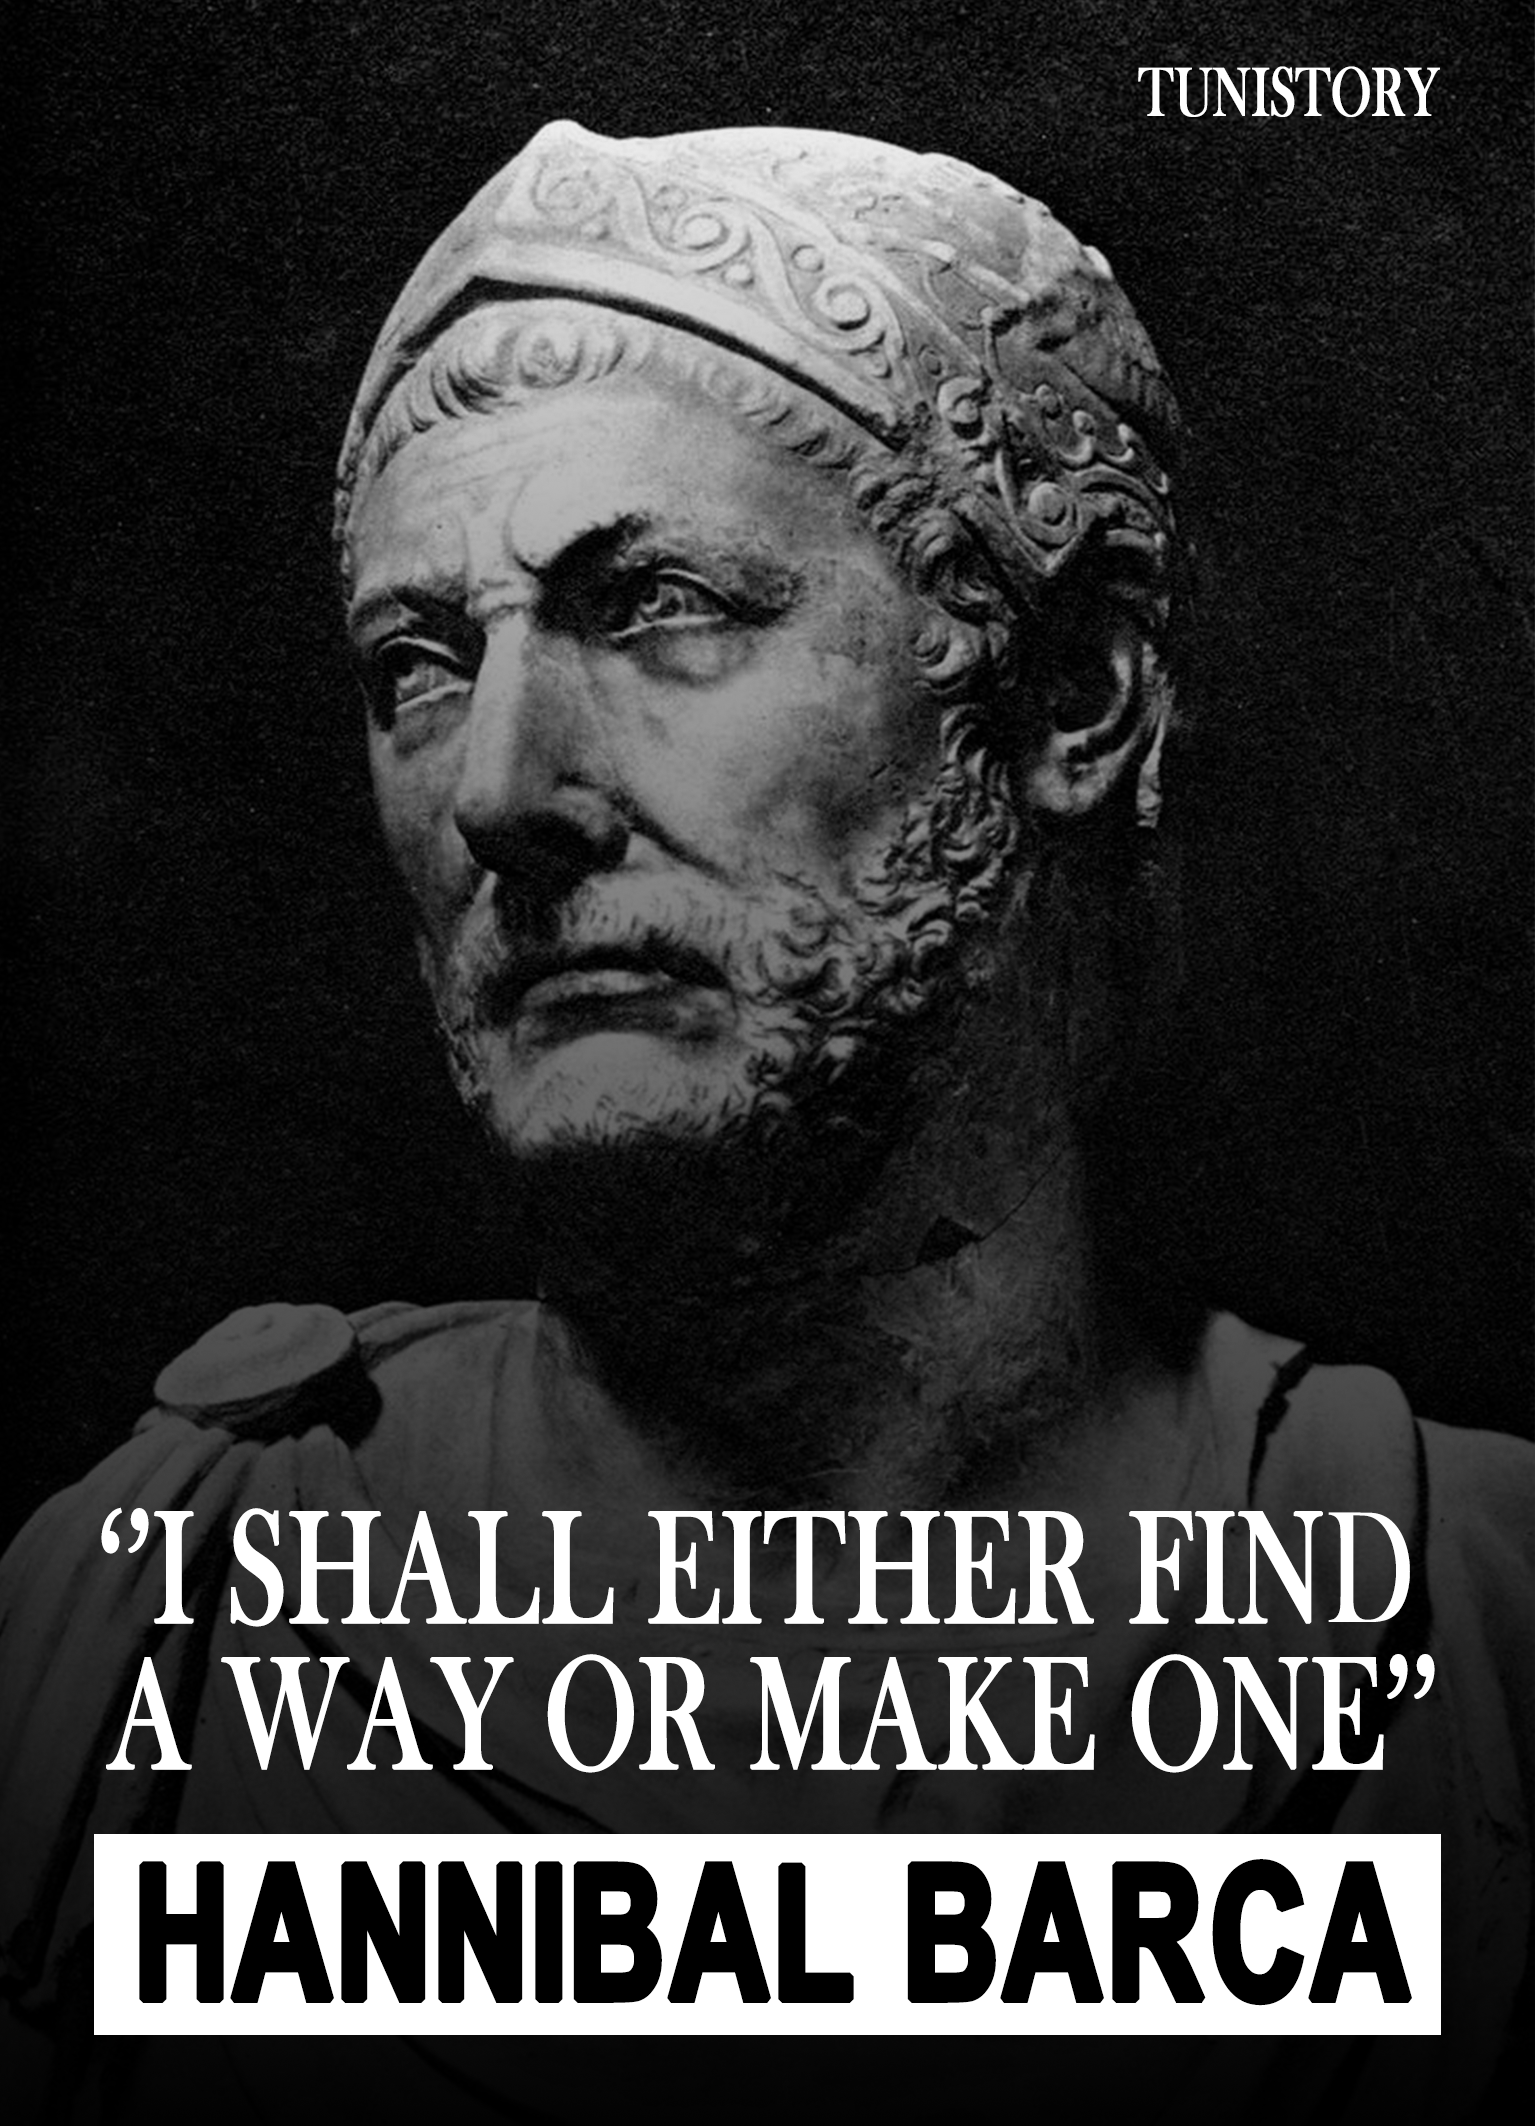 TUNISTORY
“I SHALL EITHER FIND
A WAY OR MAKE ONE”
HANNIBAL BARCA